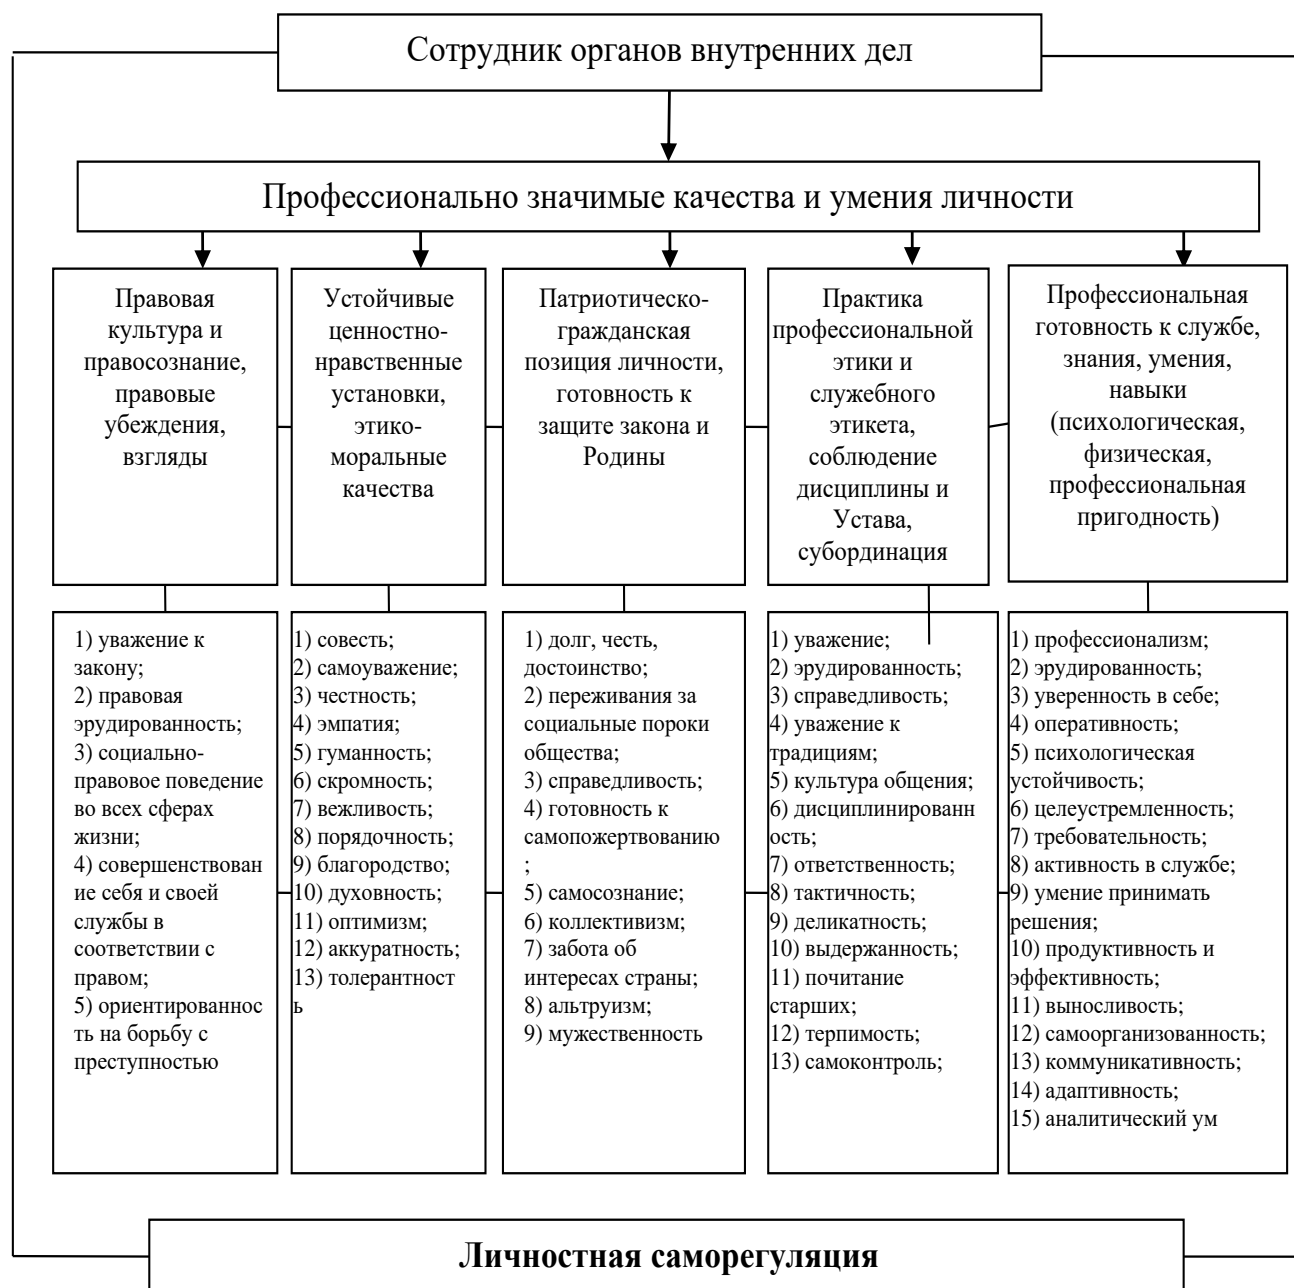 Сотрудник органов внутренних дел
Профессионально значимые качества и умения личности
Правовая
культура и
правосознание,
правовые
убеждения,
взгляды
Устойчивые
ценностно-
нравственные
установки,
этико-
моральные
качества
Патриотическо-
гражданская
позиция личности,
готовность к
защите закона и
Родины
Практика
профессиональной
этики и
служебного
этикета,
соблюдение
дисциплины и
Устава,
субординация
Профессиональная
готовность к службе,
знания, умения,
навыки
(психологическая,
физическая,
профессиональная
пригодность)
1) уважение к
закону;
2) правовая
эрудированность;
3) социально-
правовое поведение
во всех сферах
жизни;
4) совершенствован
ие себя и своей
службы в
соответствии с
правом;
5) ориентированнос
ть на борьбу с
преступностью
1) совесть;
2) самоуважение;
3) честность;
4) эмпатия;
5) гуманность;
6) скромность;
7) вежливость;
8) порядочность;
9) благородство;
10) духовность;
11) оптимизм;
12) аккуратность;
13) толерантност
ь
1) долг, честь,
достоинство;
2) переживания за
социальные пороки
общества;
3) справедливость;
4) готовность к
самопожертвованию
;
5) самосознание;
6) коллективизм;
7) забота об
интересах страны;
8) альтруизм;
9) мужественность
1) уважение;
2) эрудированность;
3) справедливость;
4) уважение к
традициям;
5) культура общения;
6) дисциплинированн
ость;
7) ответственность;
8) тактичность;
9) деликатность;
10) выдержанность;
11) почитание
старших;
12) терпимость;
13) самоконтроль;
1) профессионализм;
2) эрудированность;
3) уверенность в себе;
4) оперативность;
5) психологическая
устойчивость;
6) целеустремленность;
7) требовательность;
8) активность в службе;
9) умение принимать
решения;
10) продуктивность и
эффективность;
11) выносливость;
12) самоорганизованность;
13) коммуникативность;
14) адаптивность;
15) аналитический ум
Личностная саморегуляция